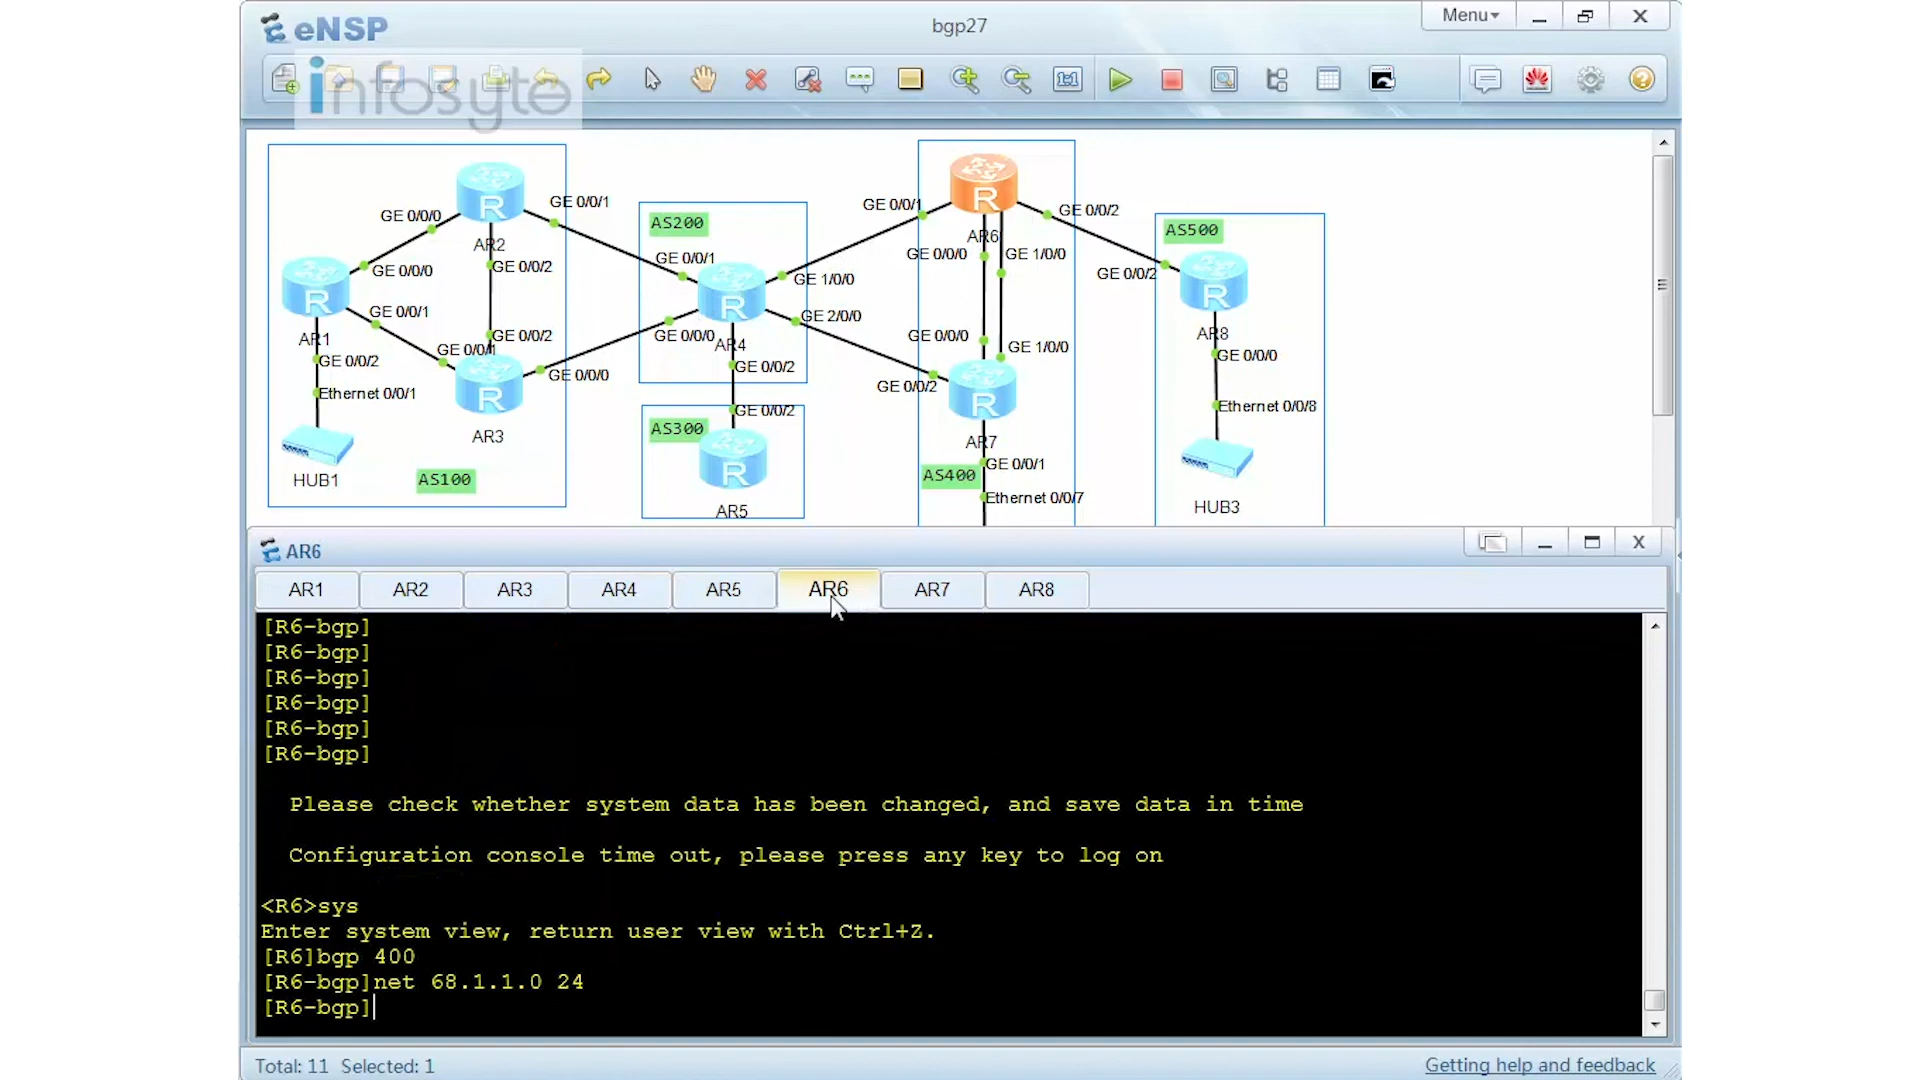 eNSP
bgp27
Menu
infosyte
AS200
AS500
AS300
AS400
AS100
GE 0/0/0
GE 0/0/1
AR2
GE 0/0/2
GE 0/0/0
GE 0/0/1
AR1
GE 0/0/2
Ethernet 0/0/1
GE 0/0/2
GE 0/0/1
GE 0/0/0
AR3
HUB1
GE 0/0/1
GE 1/0/0
GE 2/0/0
GE 0/0/0
AR4
GE 0/0/2
GE 0/0/2
AR5
GE 0/0/1
GE 0/0/2
AR6
GE 0/0/0
GE 1/0/0
GE 0/0/0
GE 1/0/0
GE 0/0/2
AR7
GE 0/0/1
Ethernet 0/0/7
GE 0/0/2
AR8
GE 0/0/0
Ethernet 0/0/8
HUB3
AR6
AR1 AR2 AR3 AR4 AR5 AR6 AR7 AR8
[R6-bgp]
[R6-bgp]
[R6-bgp]
[R6-bgp]
[R6-bgp]
[R6-bgp]
Please check whether system data has been changed, and save data in time
Configuration console time out, please press any key to log on
<R6>sys
Enter system view, return user view with Ctrl+Z.
[R6]bgp 400
[R6-bgp]net 68.1.1.0 24
[R6-bgp]
Total: 11 Selected: 1
Getting help and feedback